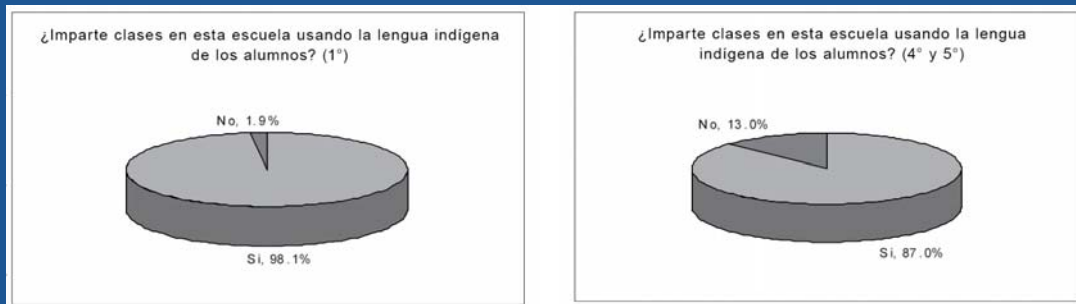 ¿Imparte clases en esta escuela usando la lengua indígena
de los alumnos? (1°)
No, 1.9%
Si, 98.1%
¿Imparte clases en esta escuela usando la lengua
indígena de los alumnos? (4° y 5°)
No, 13.0%
Si, 87.0%